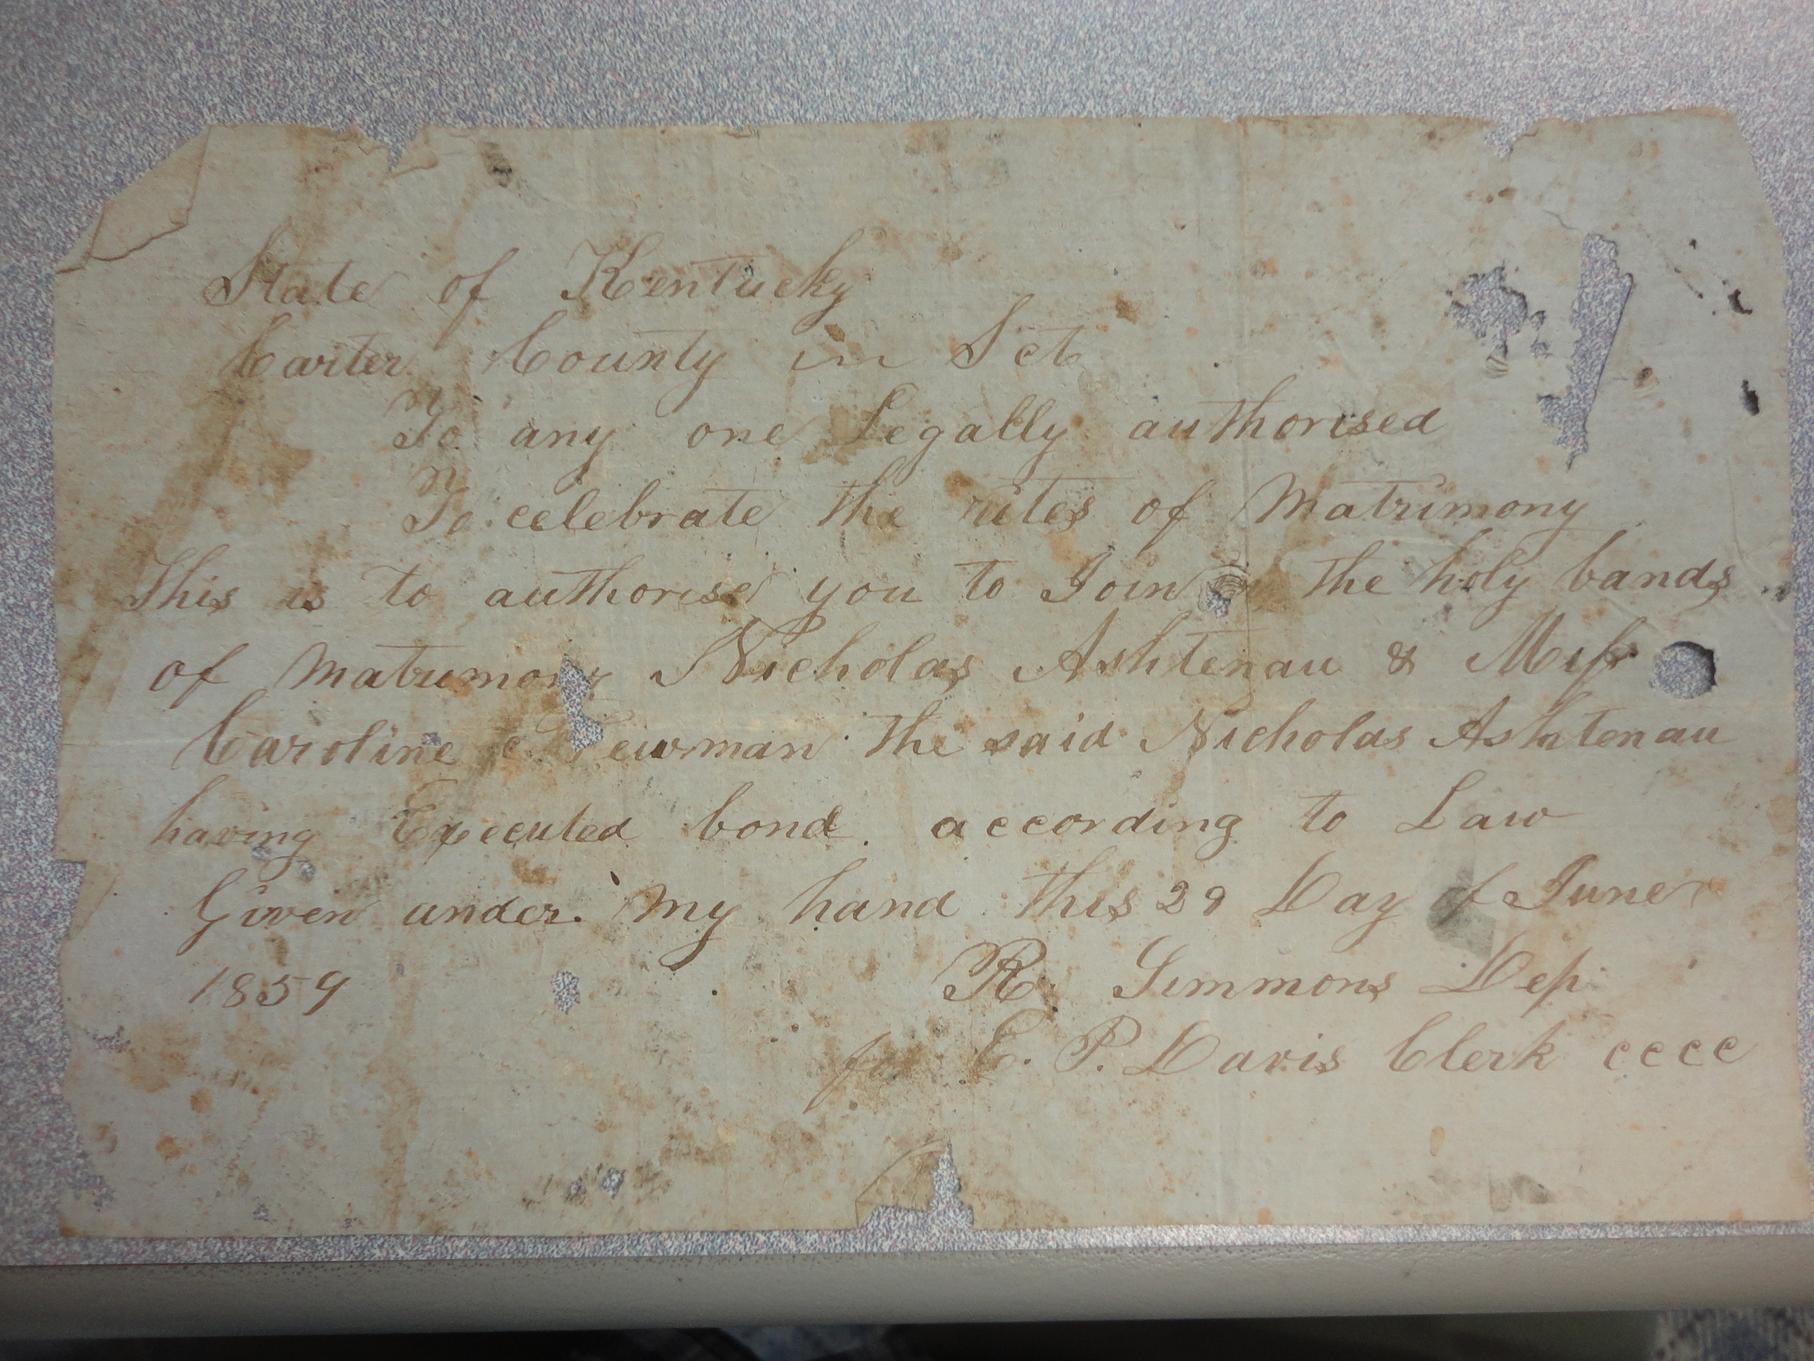 State of Kentucky
Carter County in Sct
To any one Legally authorised
To celebrate the rites of Matrimony
This is to authorise you to Join the holy bands
of Matrimony Nicholas Ashtenau & Miss
Caroline Newman the said Nicholas Ashtenau
having Executed bond according to Law
Given under my hand this 29 Day of June
1859 R. Simmons Dep
for E. P. Davis Clerk cccc